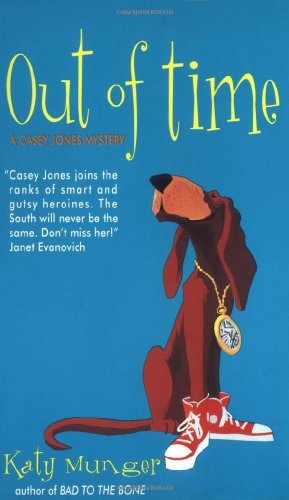 Out of time
A CASEY JONES MYSTERY
"Casey Jones joins the
ranks of smart and
gutsy heroines. The
South will never be the
same. Don't miss her!"
Janet Evanovich
Katy Munger
author of BAD TO THE BONE